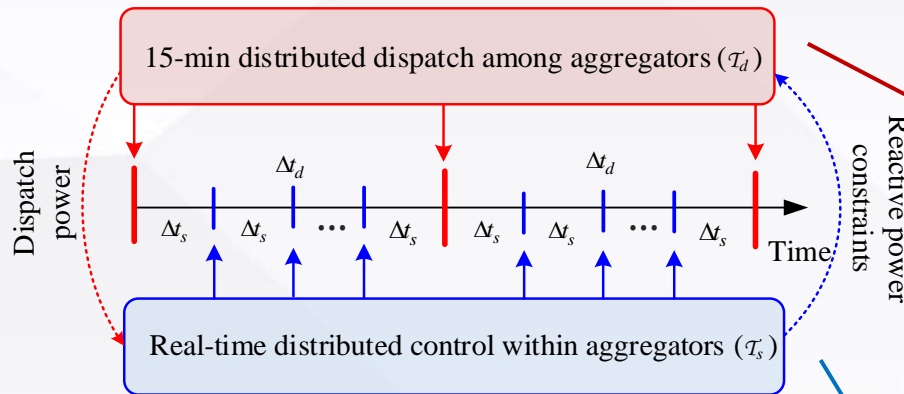 15-min distributed dispatch among aggregators (𝒯d)
Dispatch
power
Δtd
Δtd
Δts
Δts
...
Δts
Δts
Δts
...
Δts
Time
Reactive power
constraints
Real-time distributed control within aggregators (𝒯s)